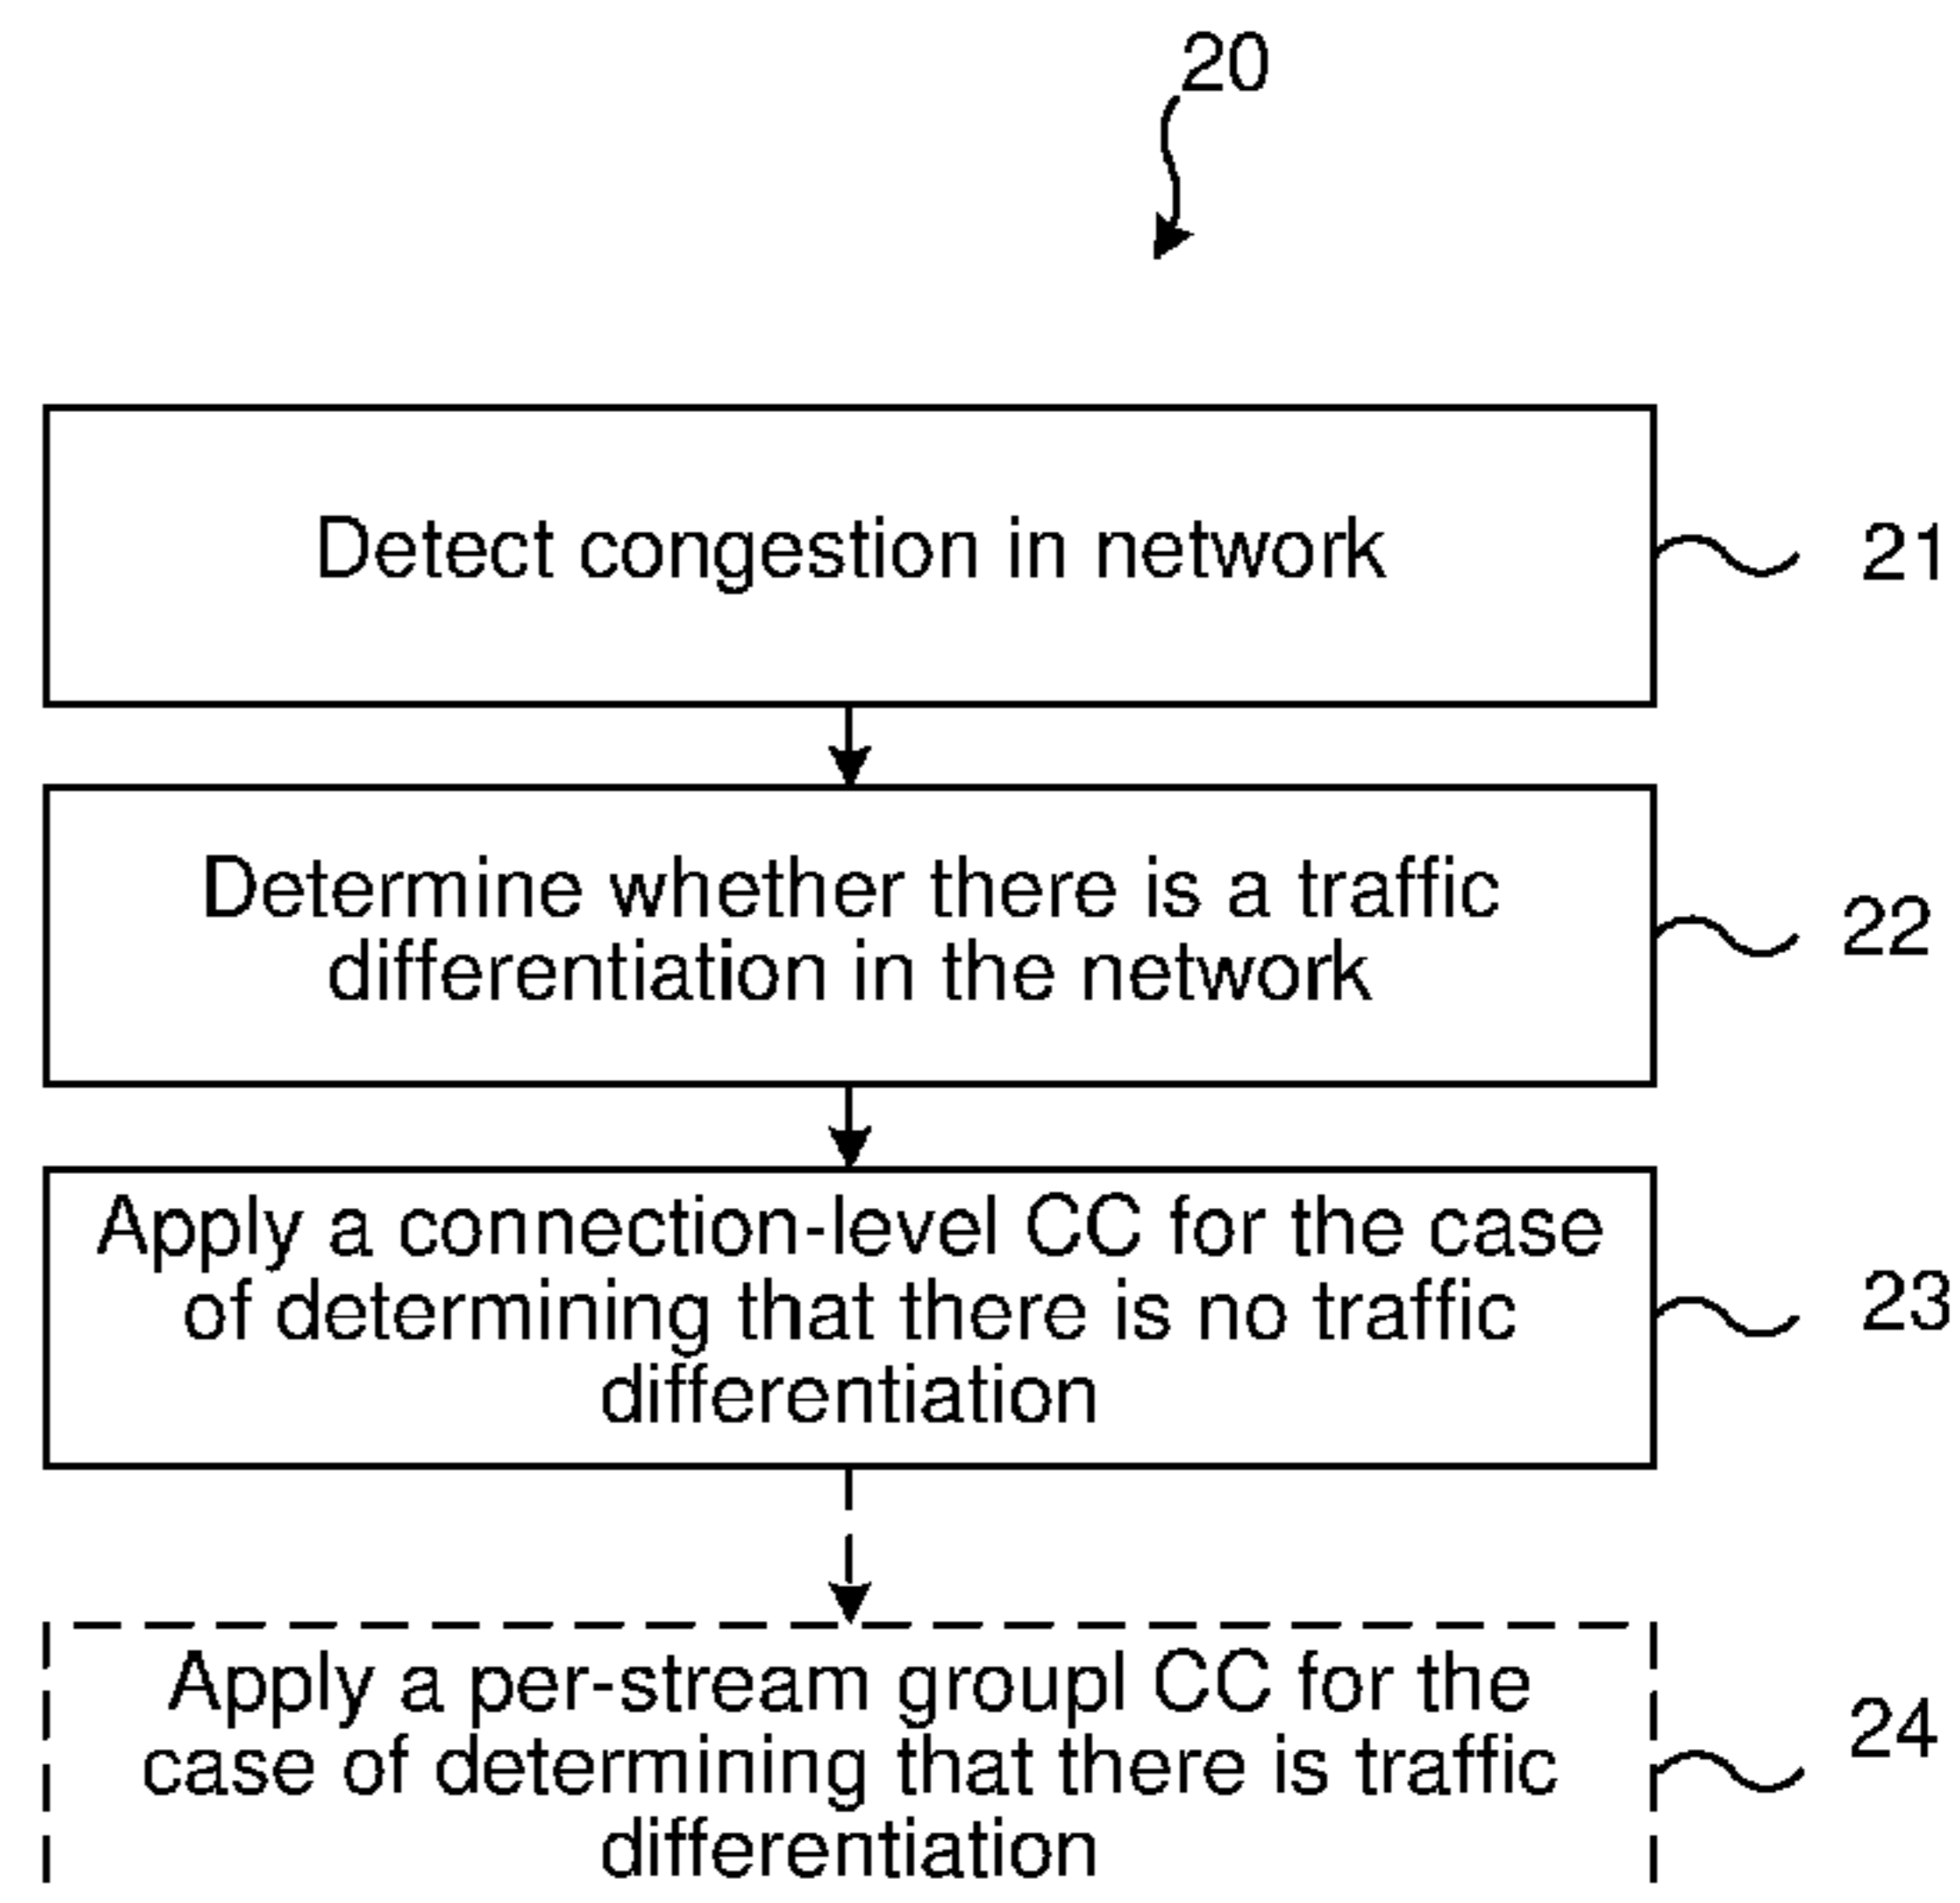 20
Detect congestion in network
21
Determine whether there is a traffic
differentiation in the network
22
Apply a connection-level CC for the case
of determining that there is no traffic
differentiation
23
Apply a per-stream groupl CC for the
case of determining that there is traffic
differentiation
24